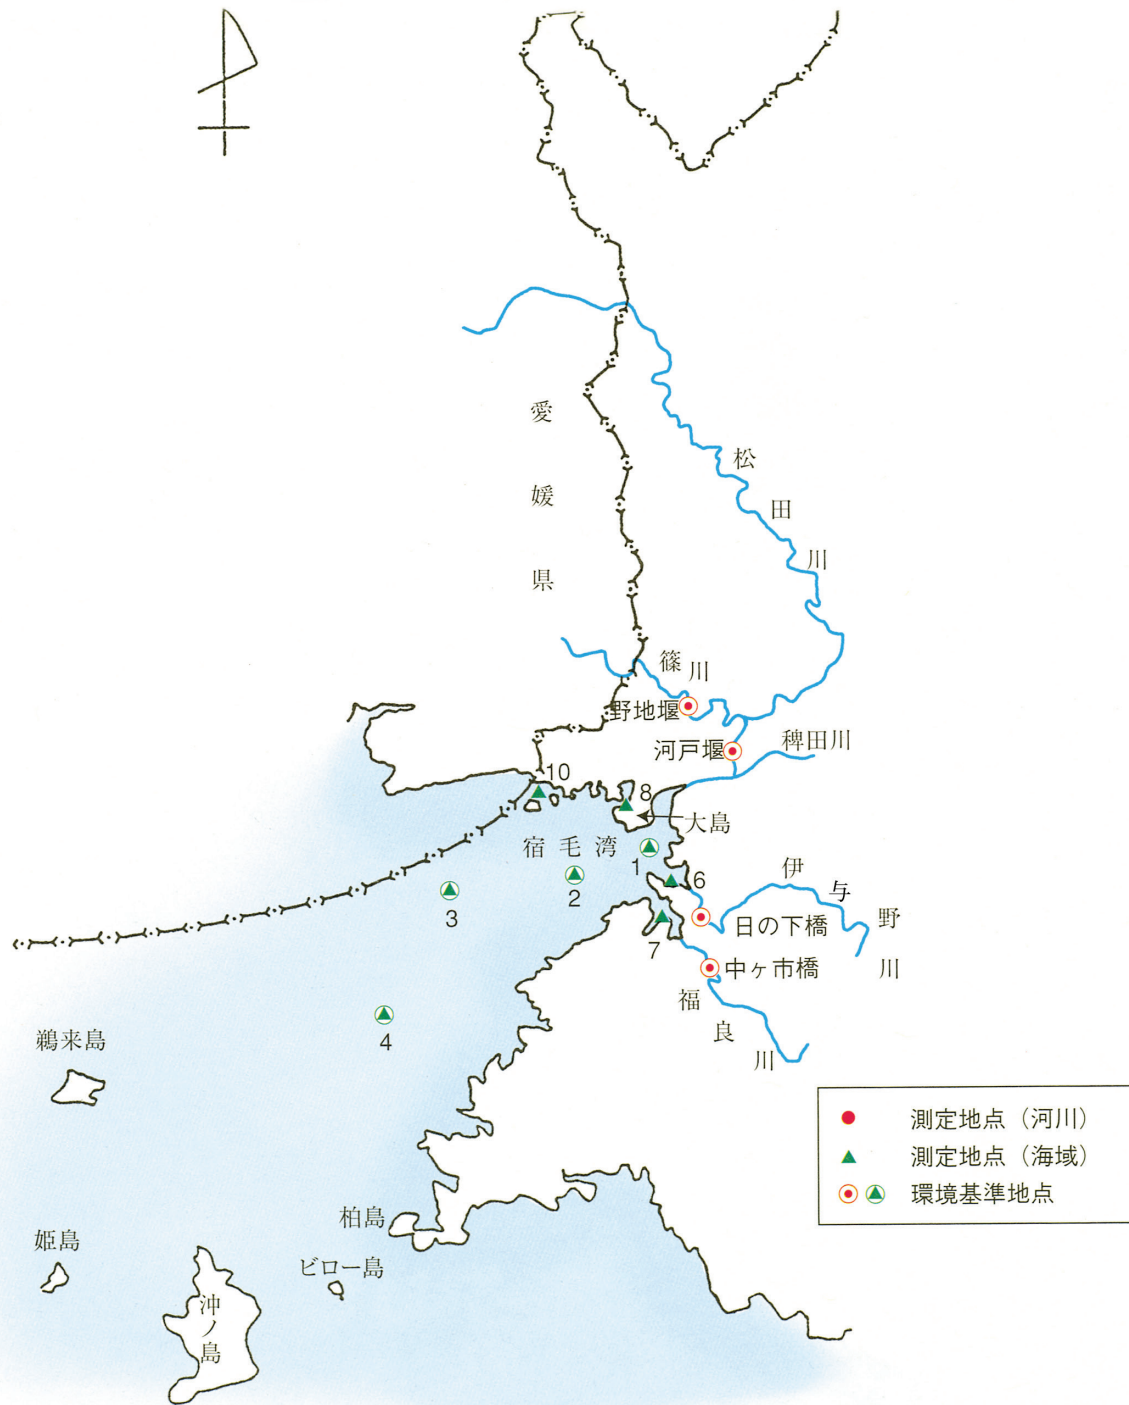 愛媛県
松田川
篠川
野地堰
河戸堰
稗田川
10
8
大島
宿毛湾
1
2
3
6
伊与野川
日の下橋
7
中ヶ市橋
福良川
4
鵜来島
測定地点（河川）
測定地点（海域）
環境基準地点
柏島
姫島
ビロー島
沖ノ島